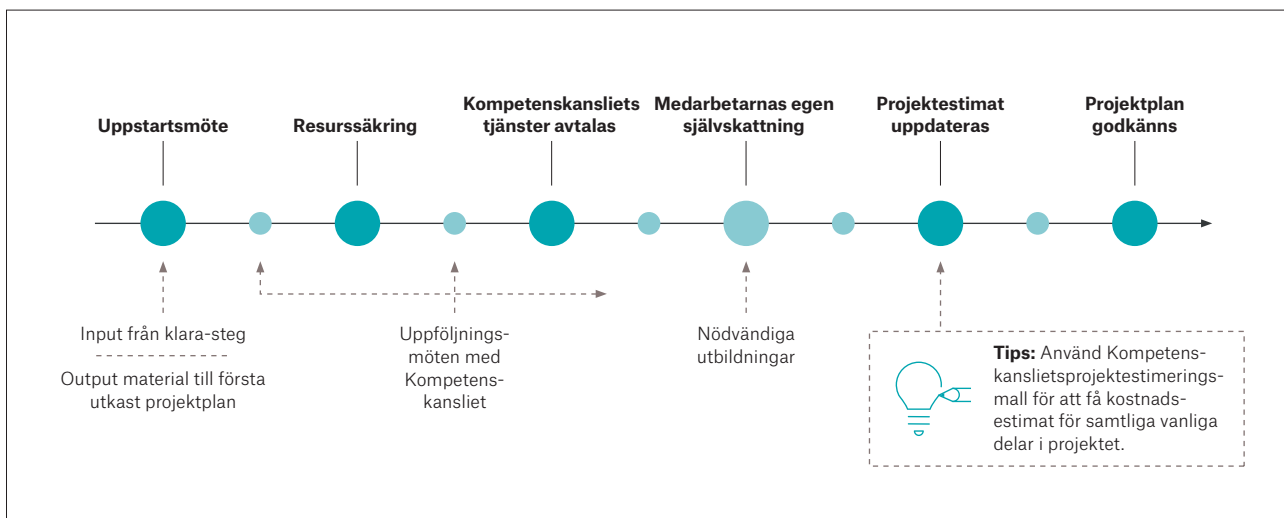 Uppstartsmöte
Resurssäkring
Kompetenskansliets
tjänster avtalas
Medarbetarnas egen
självskattning
Projektestimat
uppdateras
Projektplan
godkänns
Input från klara-steg
Output material till första
utkast projektplan
Uppföljnings-
möten med
Kompetens-
kansliet
Nödvändiga
utbildningar
Tips: Använd Kompetens-
kanslietsprojektestimerings-
mall för att få kostnads-
estimat för samtliga vanliga
delar i projektet.